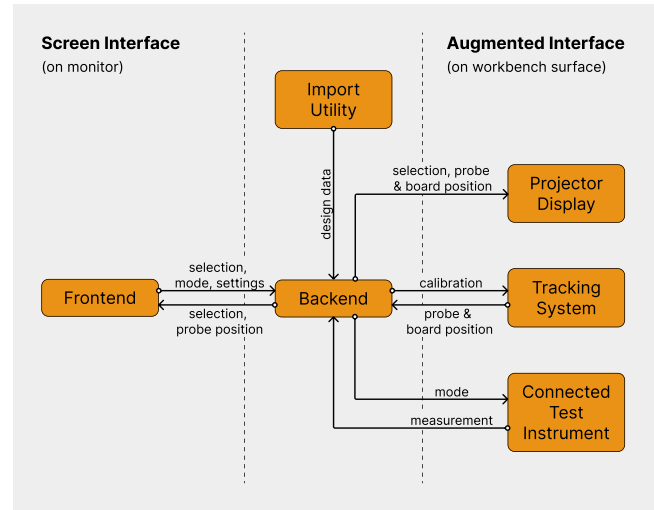 Screen Interface
(on monitor)
Augmented Interface
(on workbench surface)
Import
Utility
design data
selection, probe
& board position
Projector
Display
selection,
mode, settings
Frontend
selection,
probe position
Backend
calibration
probe &
board position
Tracking
System
mode
measurement
Connected
Test
Instrument